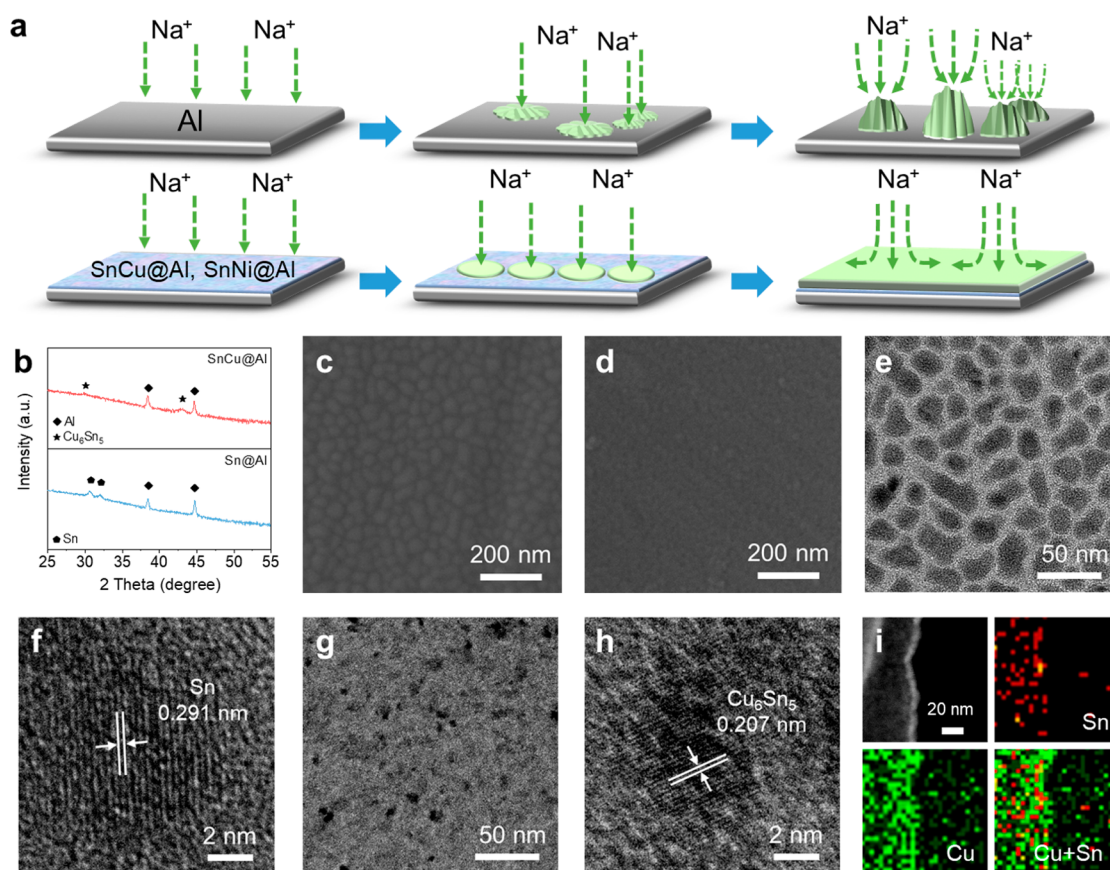 a
Na⁺ Na⁺
Al
Na⁺ Na⁺
Na⁺ Na⁺
Na⁺ Na⁺
SnCu@Al, SnNi@Al
Na⁺ Na⁺
Na⁺ Na⁺
b
SnCu@Al
Al
Cu₆Sn₅
Sn@Al
Sn
Intensity (a.u.)
25 30 35 40 45 50 55
2 Theta (degree)
c
200 nm
d
200 nm
e
50 nm
f
Sn
0.291 nm
2 nm
g
50 nm
h
Cu₆Sn₅
0.207 nm
2 nm
i
20 nm
Sn
Cu
Cu+Sn